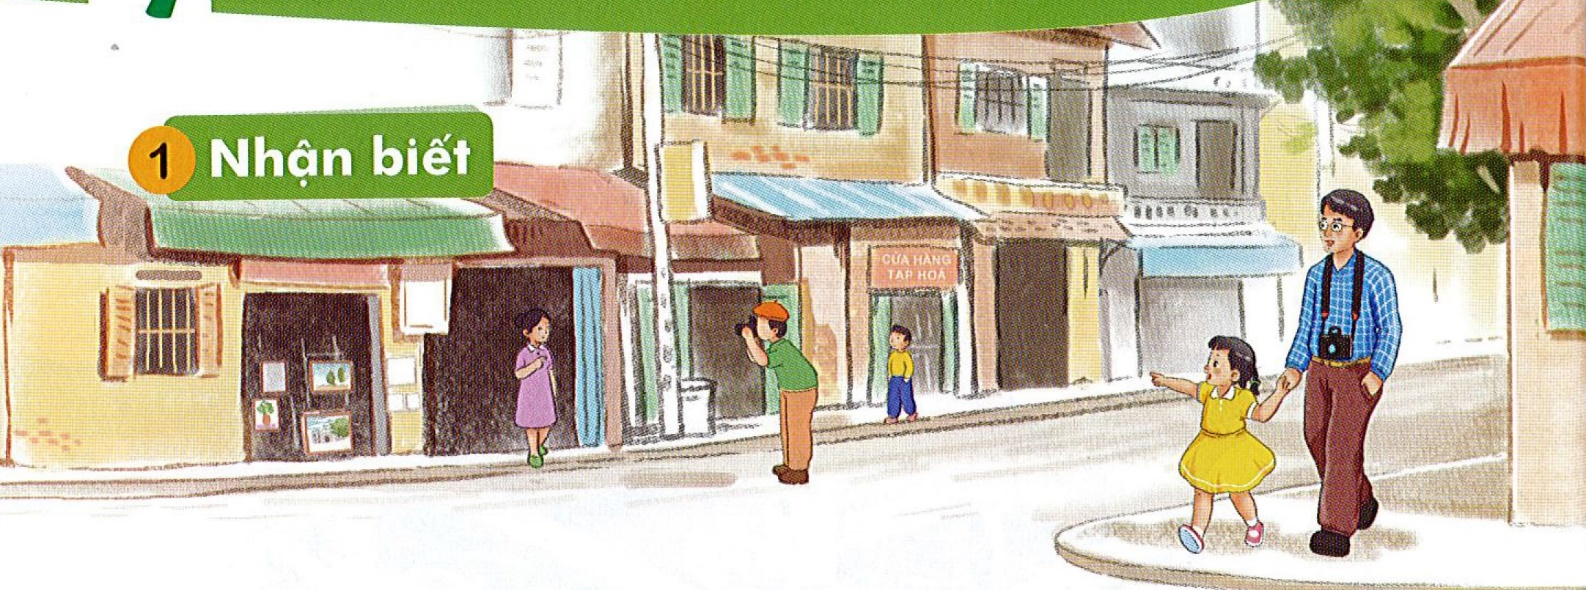 1 Nhận biết
CỬA HÀNG
TẠP HOÁ